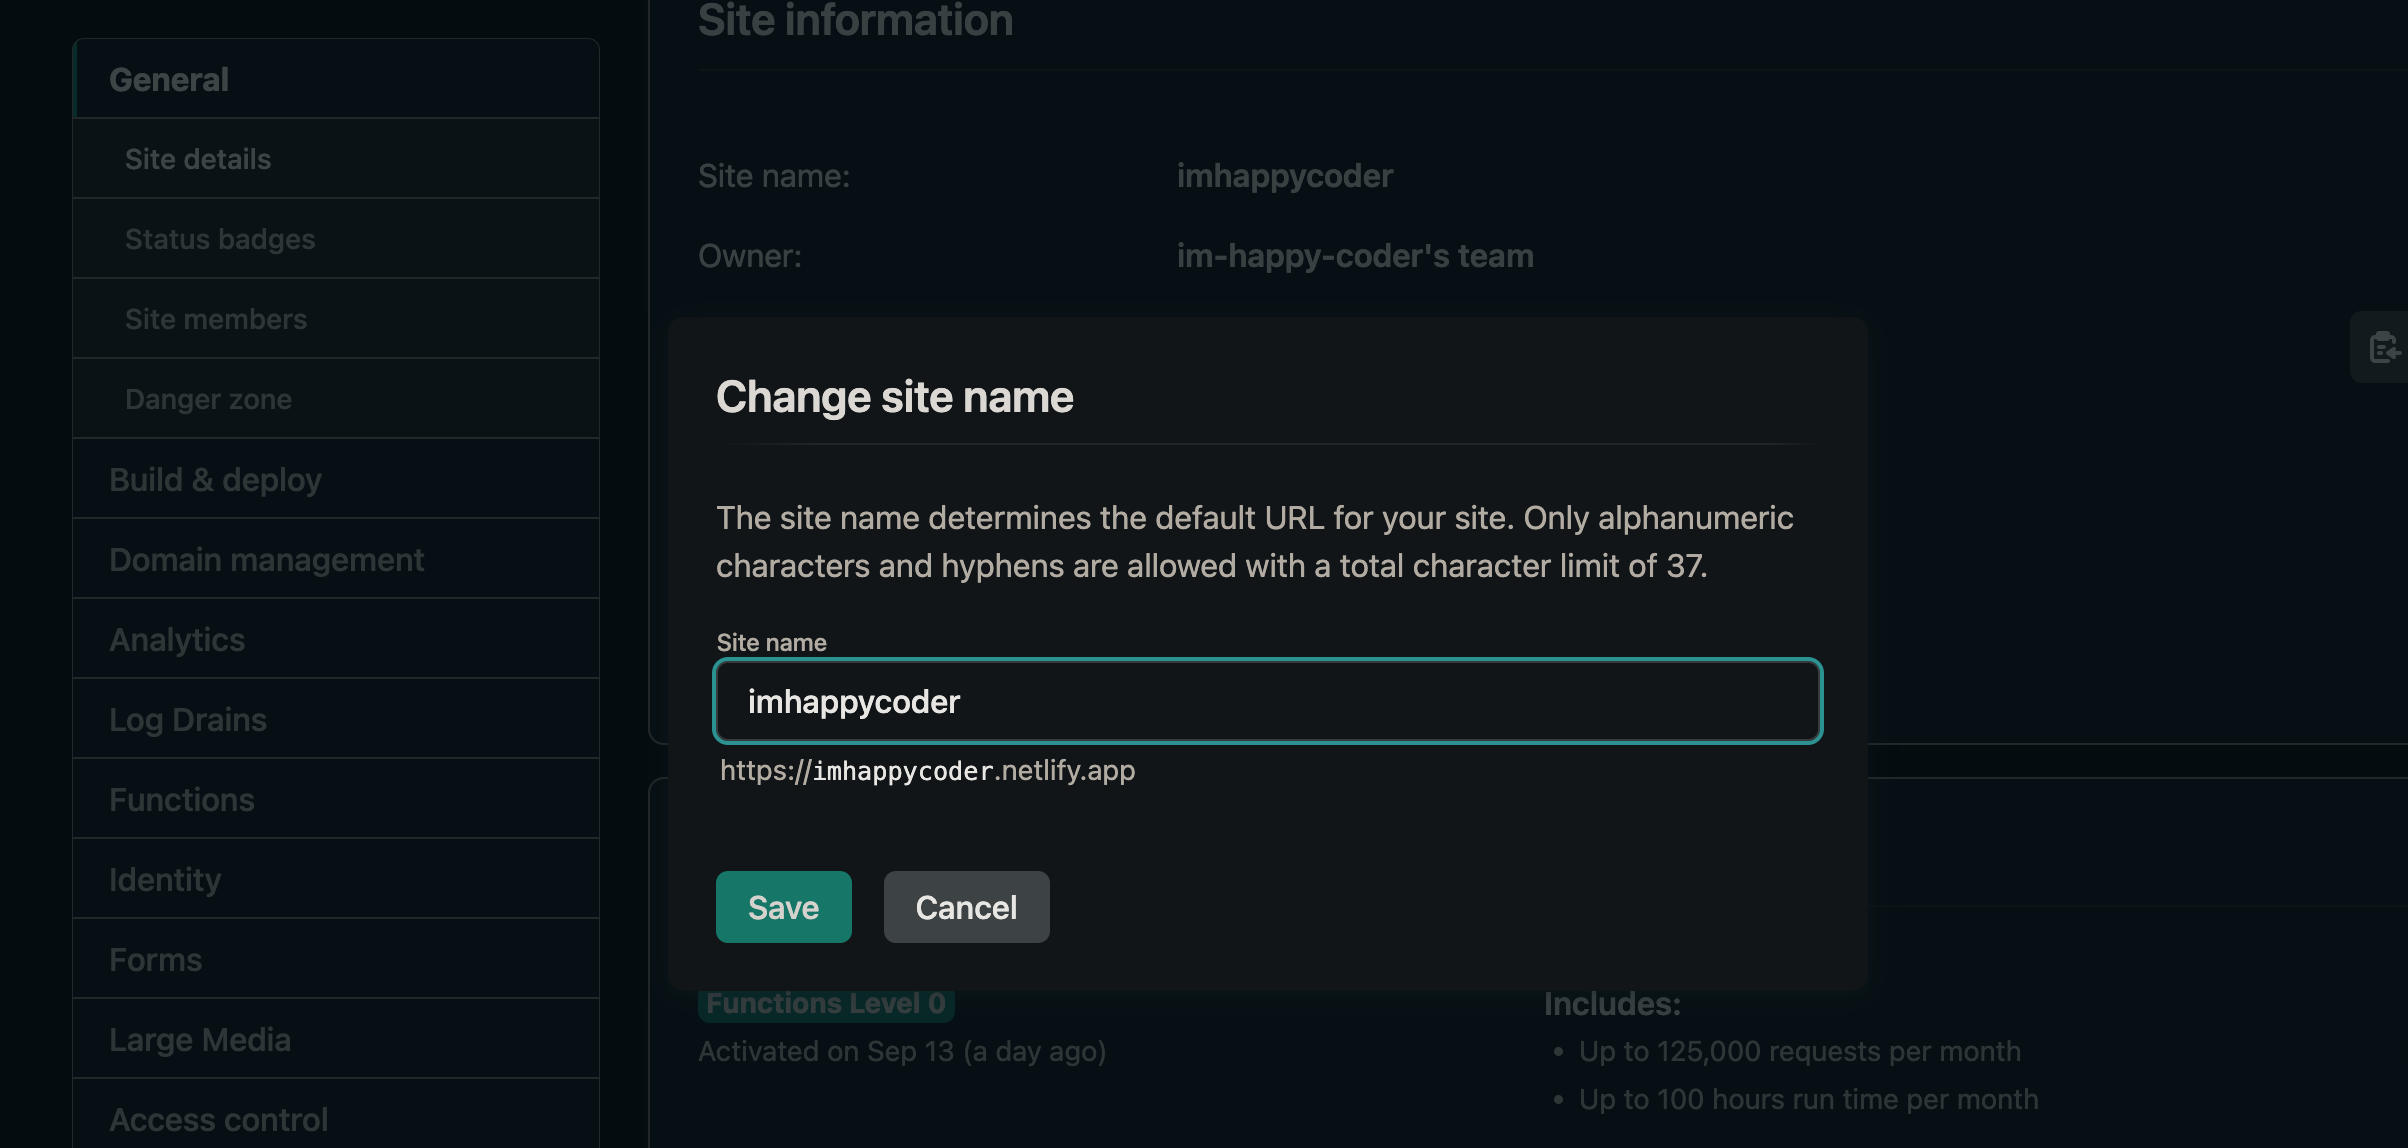 General
Site details
Status badges
Site members
Danger zone
Build & deploy
Domain management
Analytics
Log Drains
Functions
Identity
Forms
Large Media
Access control
Site information
Site name: imhappycoder
Owner: im-happy-coder's team
Change site name
The site name determines the default URL for your site. Only alphanumeric
characters and hyphens are allowed with a total character limit of 37.
Site name
imhappycoder
https://imhappycoder.netlify.app
Save Cancel
Functions Level 0
Activated on Sep 13 (a day ago)
Includes:
• Up to 125,000 requests per month
• Up to 100 hours run time per month